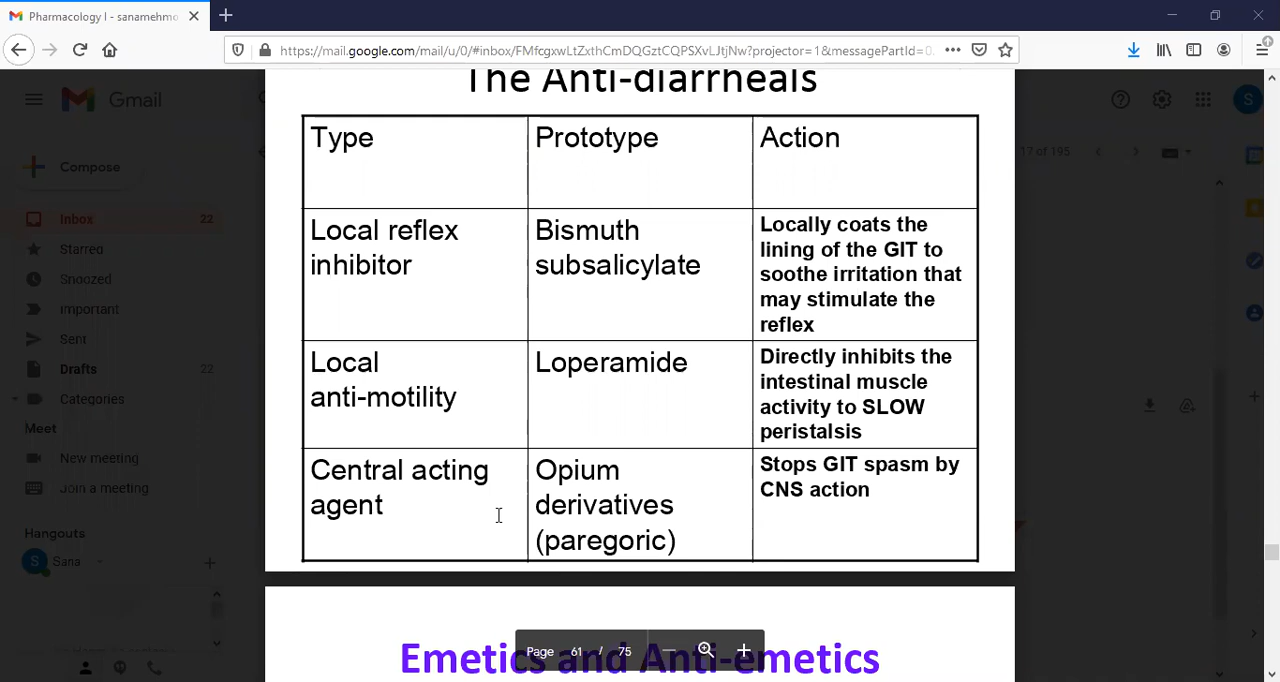 Pharmacology I - sanamehmo
https://mail.google.com/mail/u/0/#inbox/FMfcgxwLtZxthCmDQGztCQPSXvLJtjNw?projector=1&messagePartId=0.
Gmail
Compose
Inbox 22
Starred
Snoozed
Important
Sent
Drafts 22
Categories
Meet
New meeting
Join a meeting
Hangouts
S Sana
S
17 of 195
The Anti-diarrheals
Type Prototype Action
Local reflex
inhibitor
Bismuth
subsalicylate
Locally coats the
lining of the GIT to
soothe irritation that
may stimulate the
reflex
Local
anti-motility
Loperamide
Directly inhibits the
intestinal muscle
activity to SLOW
peristalsis
Central acting
agent
Opium
derivatives
(paregoric)
Stops GIT spasm by
CNS action
Emetics and Anti-emetics
Page 61 / 75